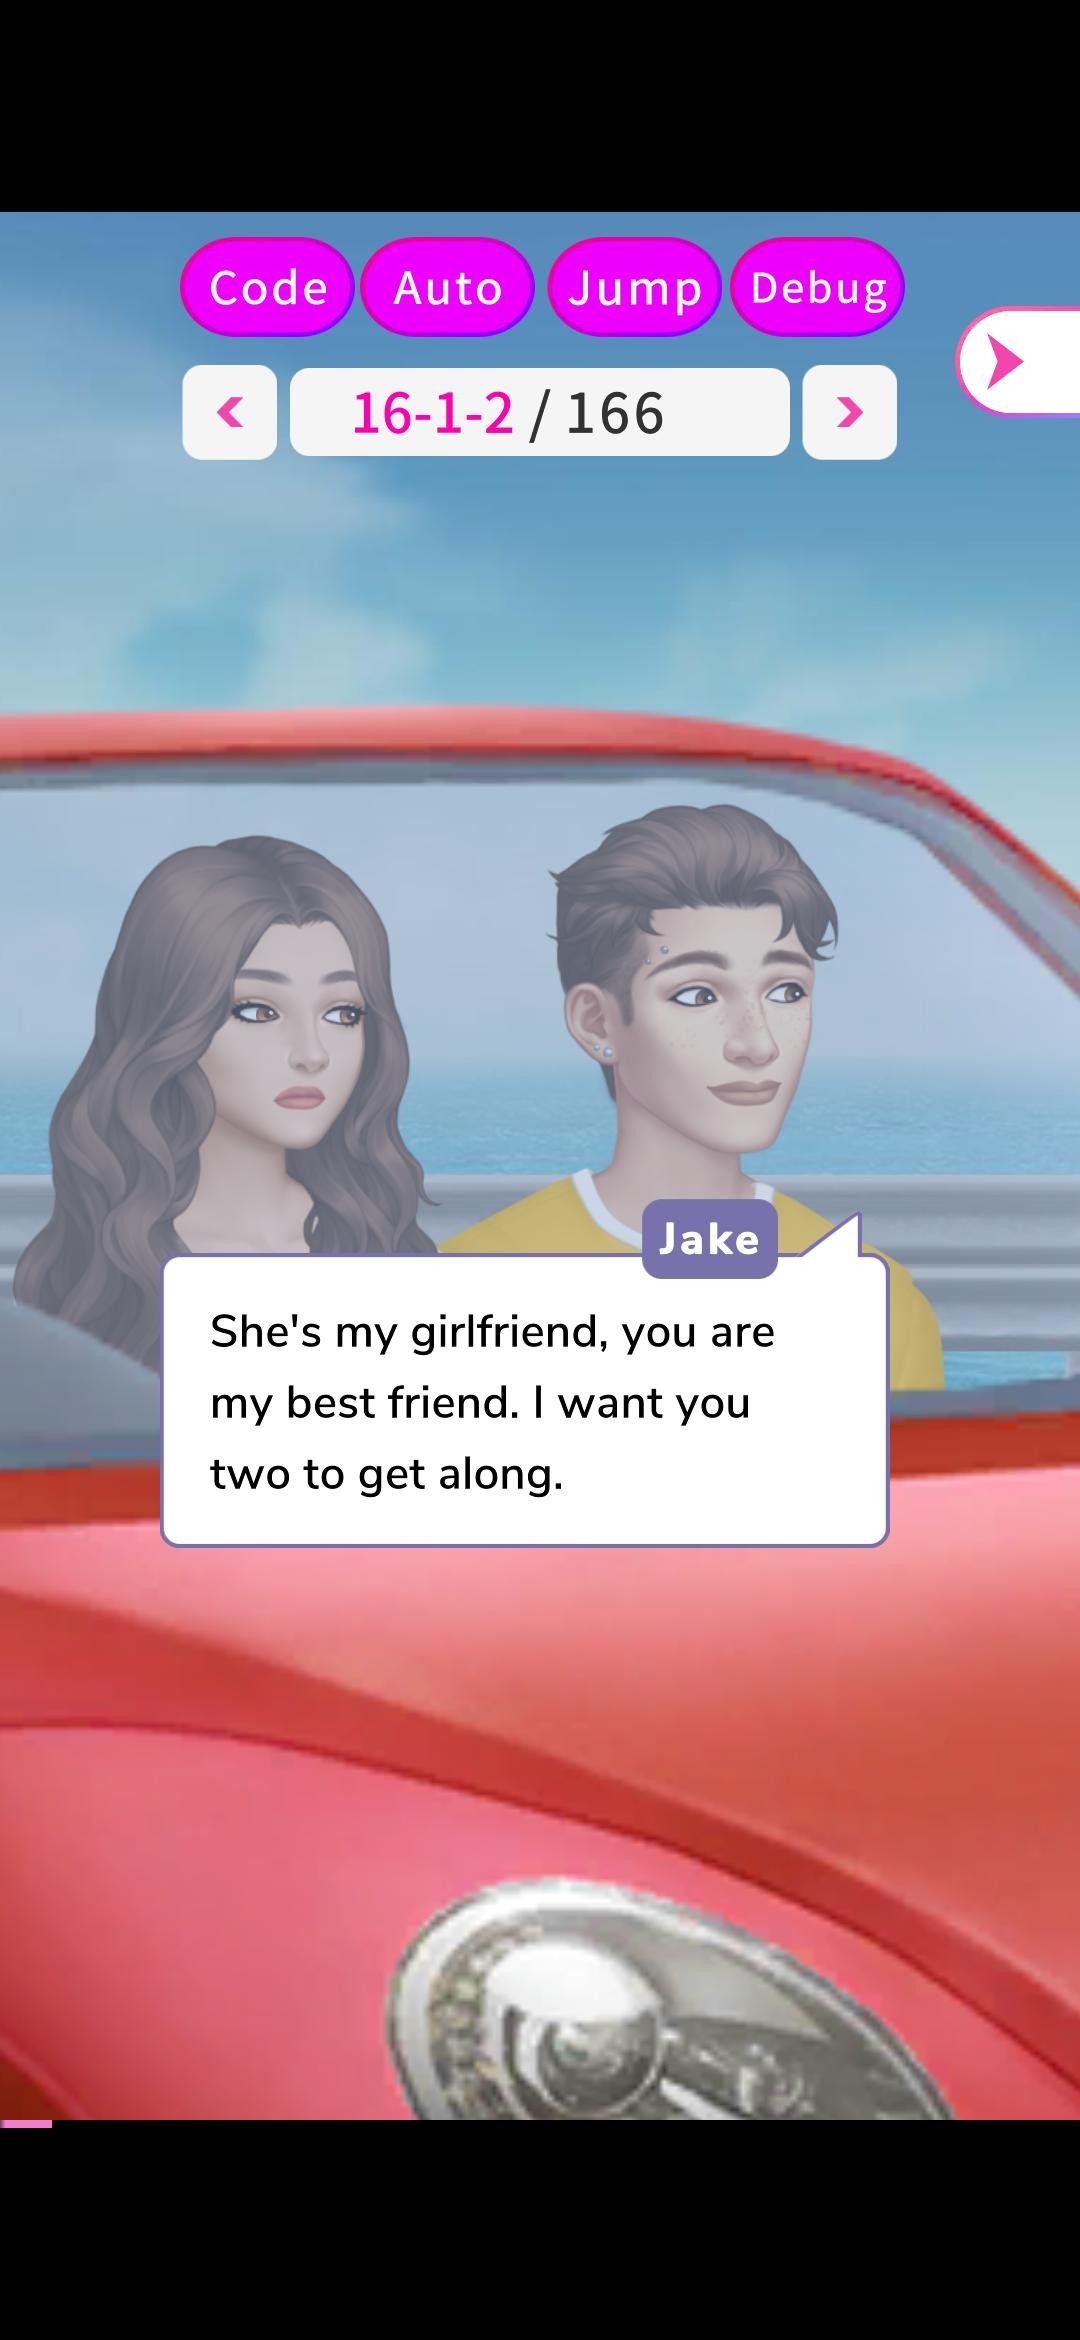 Code Auto Jump Debug
16-1-2 / 166
Jake
She's my girlfriend, you are
my best friend. I want you
two to get along.